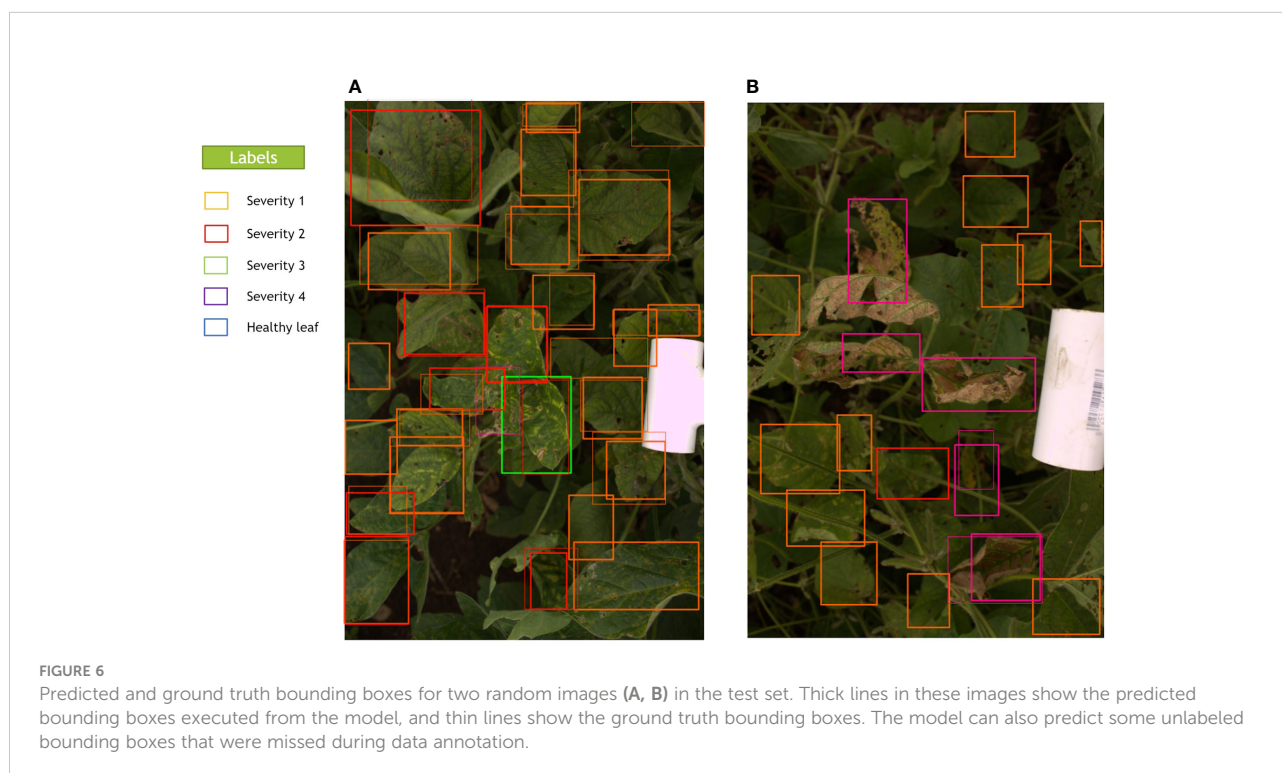 A
B
Labels
Severity 1
Severity 2
Severity 3
Severity 4
Healthy leaf
FIGURE 6
Predicted and ground truth bounding boxes for two random images (A, B) in the test set. Thick lines in these images show the predicted
bounding boxes executed from the model, and thin lines show the ground truth bounding boxes. The model can also predict some unlabeled
bounding boxes that were missed during data annotation.